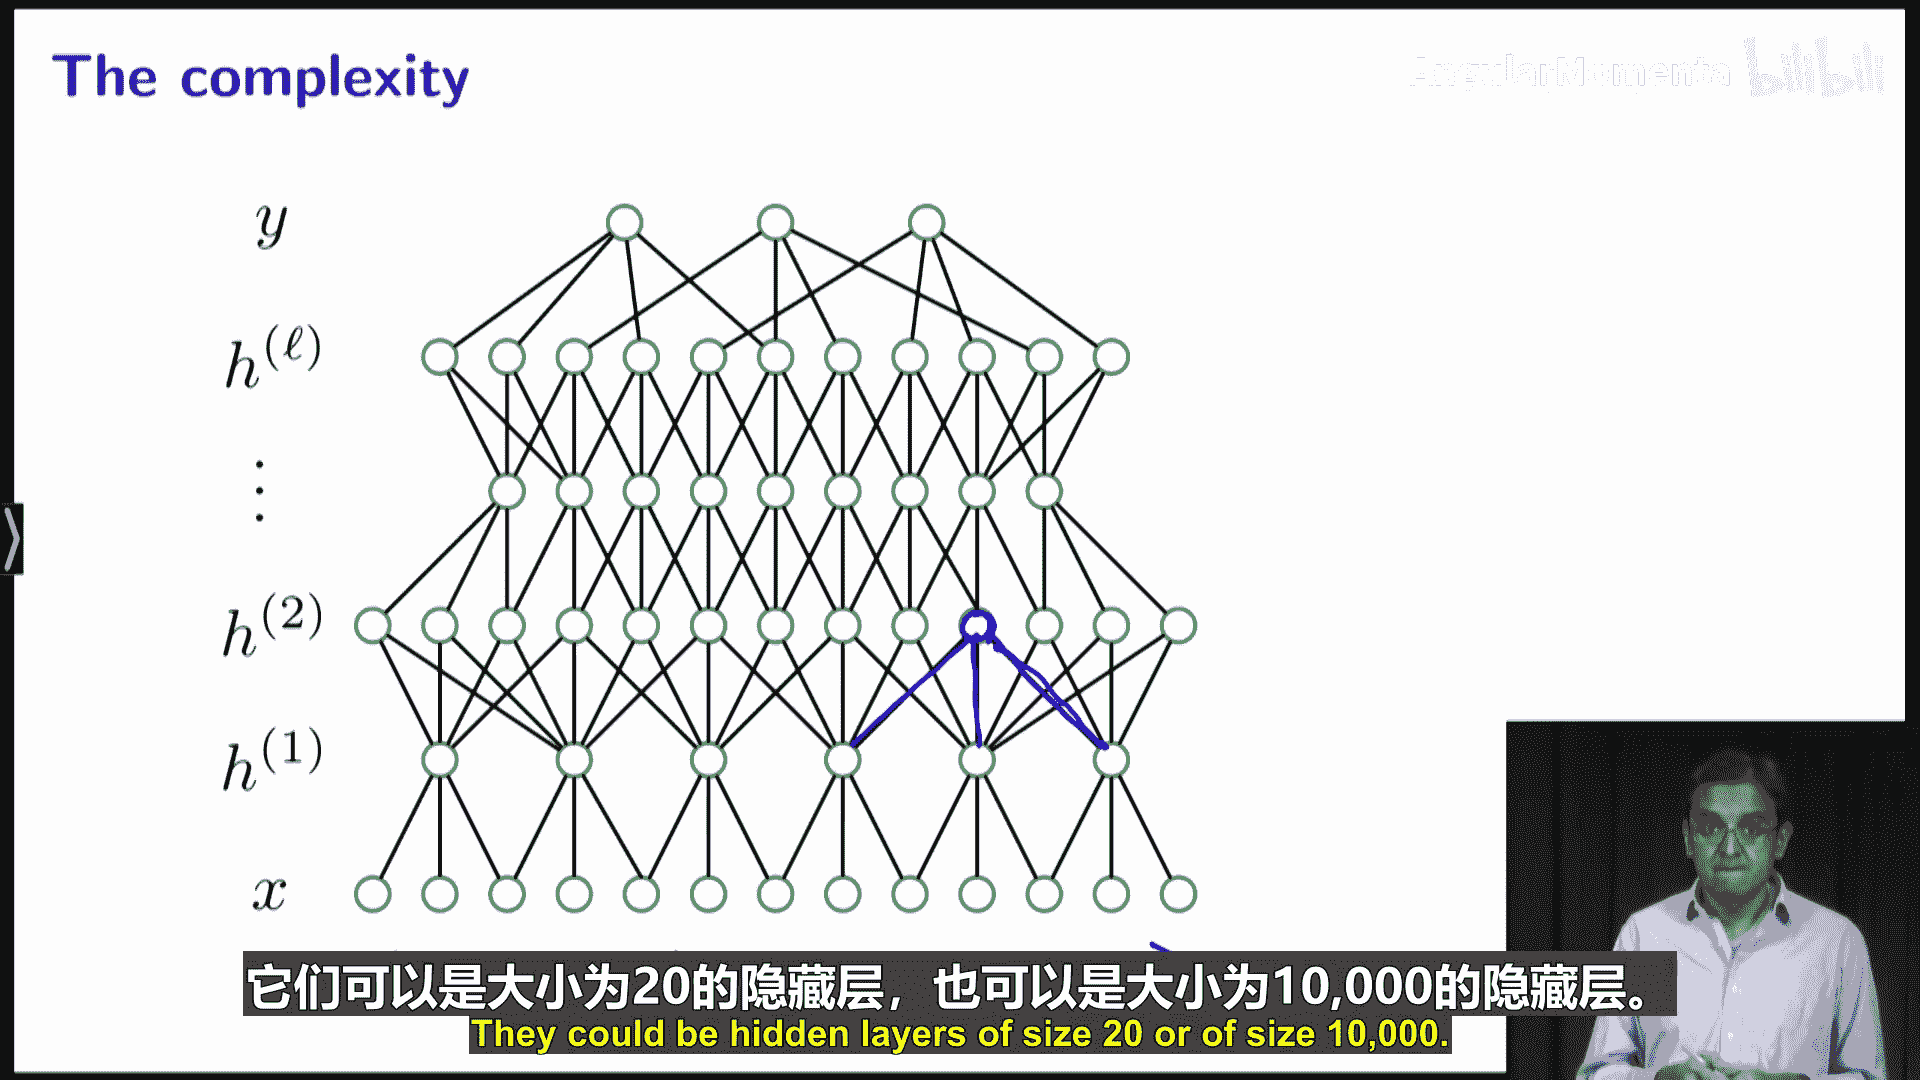 The complexity
AngularMomenta bilibili
y
h^{(ℓ)}
⋮
h^{(2)}
h^{(1)}
x
它们可以是大小为20的隐藏层，也可以是大小为10,000的隐藏层。
They could be hidden layers of size 20 or of size 10,000.